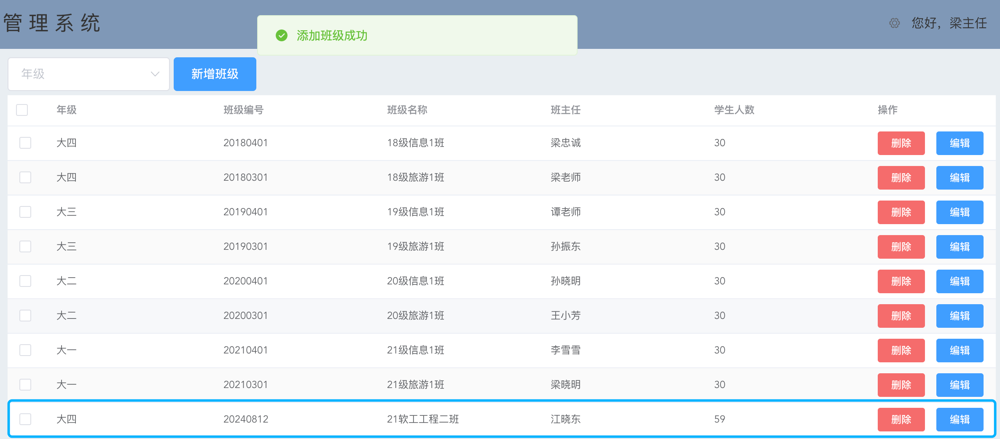 管理系统
添加班级成功
您好，梁主任
年级
新增班级
年级 班级编号 班级名称 班主任 学生人数 操作
大四 20180401 18级信息1班 梁忠诚 30 删除 编辑
大四 20180301 18级旅游1班 梁老师 30 删除 编辑
大三 20190401 19级信息1班 谭老师 30 删除 编辑
大三 20190301 19级旅游1班 孙振东 30 删除 编辑
大二 20200401 20级信息1班 孙晓明 30 删除 编辑
大二 20200301 20级旅游1班 王小芳 30 删除 编辑
大一 20210401 21级信息1班 李雪雪 30 删除 编辑
大一 20210301 21级旅游1班 梁晓明 30 删除 编辑
大四 20240812 21软工工程二班 江晓东 59 删除 编辑